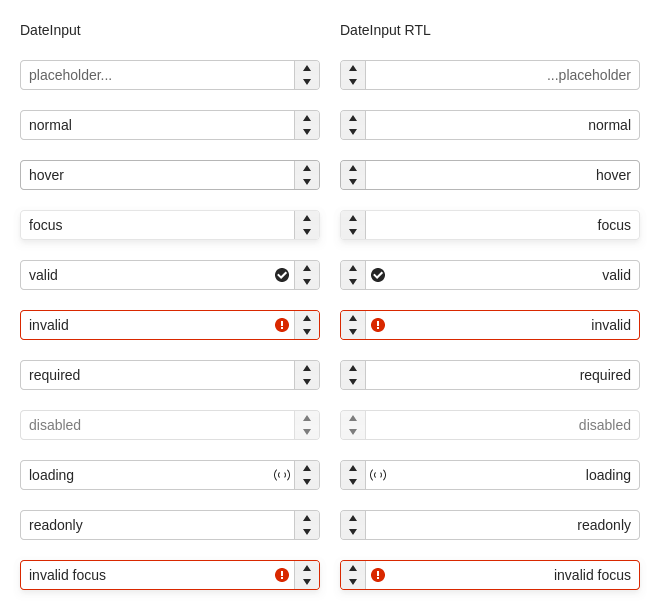 DateInput
DateInput RTL
placeholder...
...placeholder
normal
normal
hover
hover
focus
focus
valid
valid
invalid
invalid
required
required
disabled
disabled
loading
loading
readonly
readonly
invalid focus
invalid focus